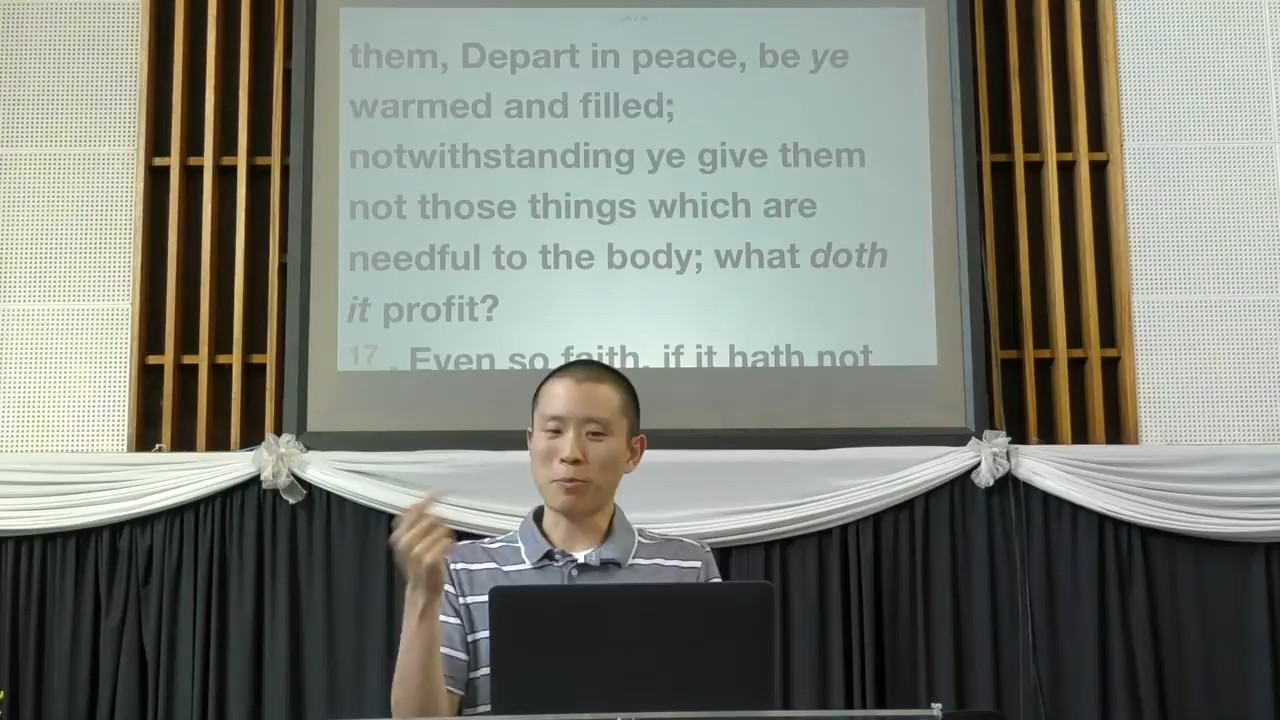 them, Depart in peace, be ye
warmed and filled;
notwithstanding ye give them
not those things which are
needful to the body; what doth
it profit?
17 . Even so faith, if it hath not